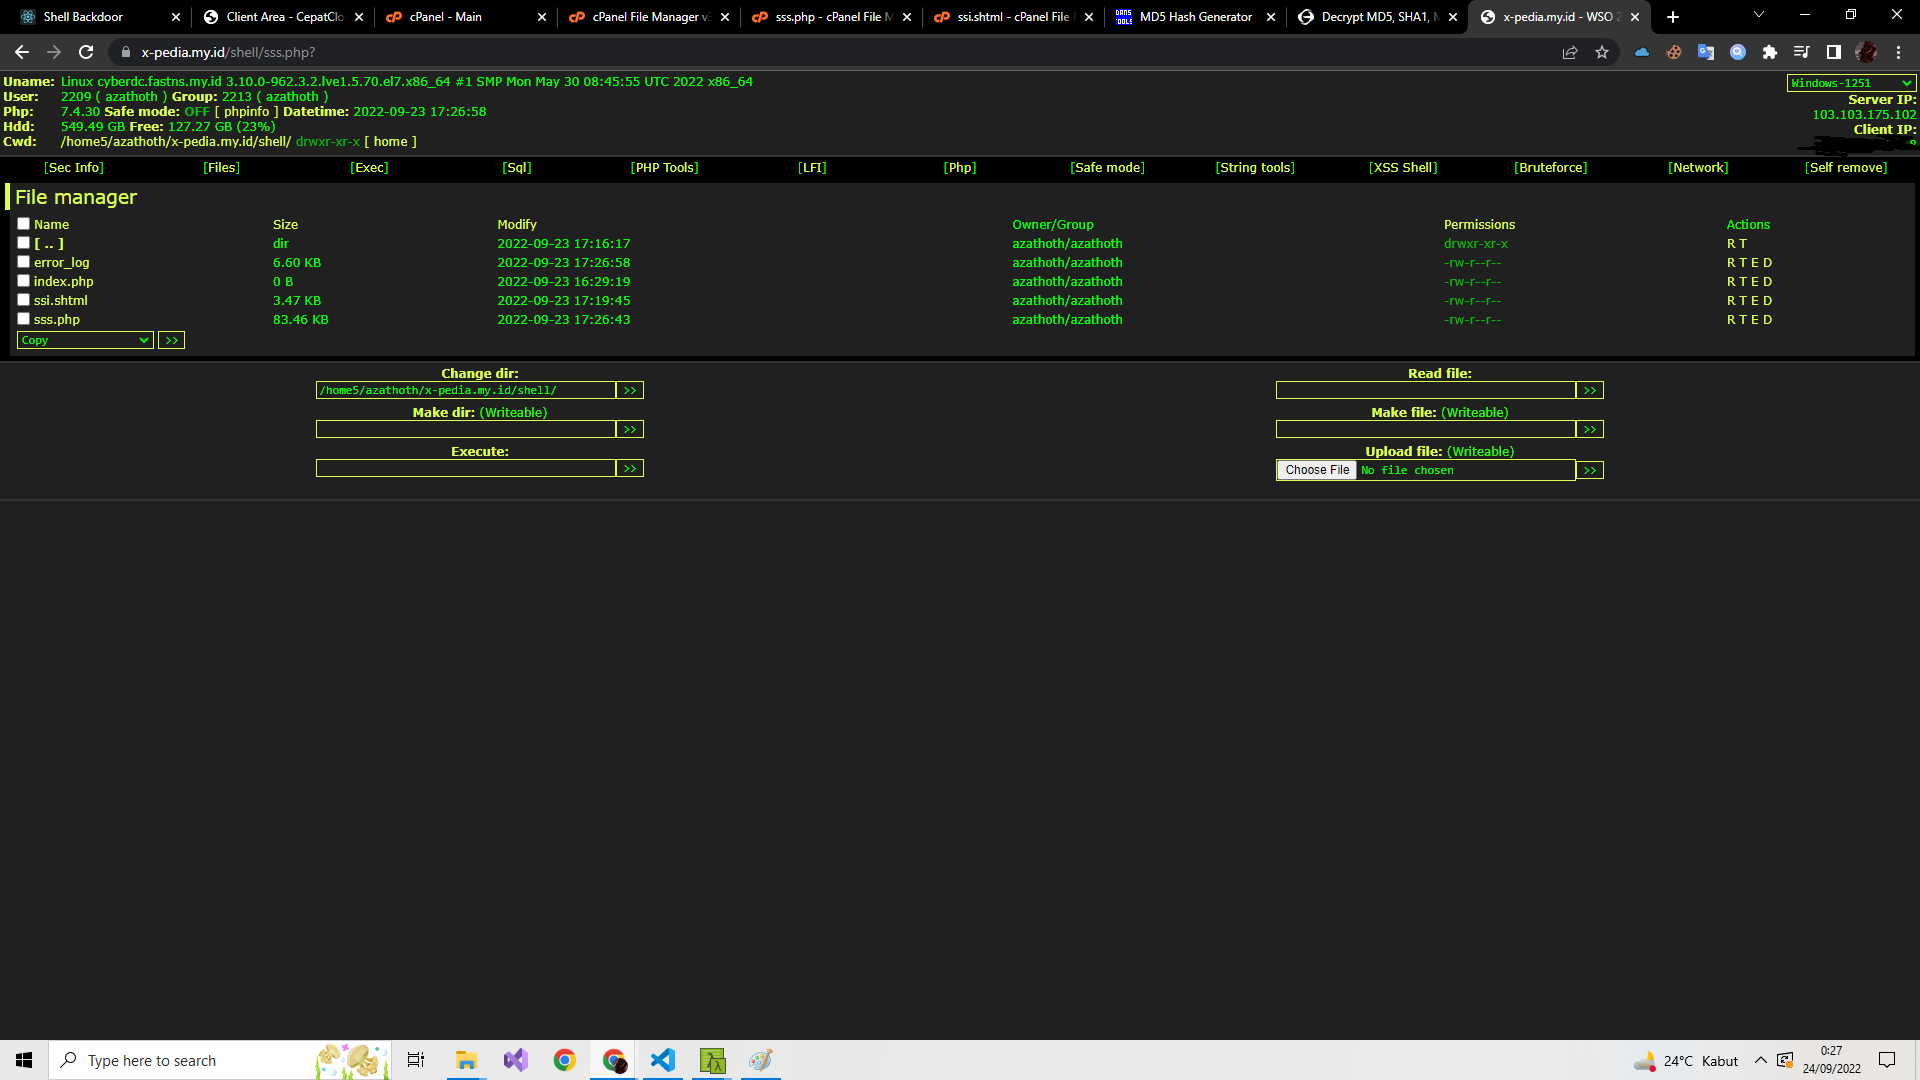 Shell Backdoor
Client Area - CepatClo
cPanel - Main
cPanel File Manager v3
sss.php - cPanel File M
ssi.shtml - cPanel File
DANS TOOLS MD5 Hash Generator
Decrypt MD5, SHA1, M
x-pedia.my.id - WSO 2
x-pedia.my.id/shell/sss.php?
Uname: Linux cyberdc.fastns.my.id 3.10.0-962.3.2.lve1.5.70.el7.x86_64 #1 SMP Mon May 30 08:45:55 UTC 2022 x86_64
Windows-1251
User: 2209 ( azathoth ) Group: 2213 ( azathoth )
Server IP:
Php: 7.4.30 Safe mode: OFF [ phpinfo ] Datetime: 2022-09-23 17:26:58
103.103.175.102
Hdd: 549.49 GB Free: 127.27 GB (23%)
Client IP:
Cwd: /home5/azathoth/x-pedia.my.id/shell/ drwxr-xr-x [ home ]
[Sec Info] [Files] [Exec] [Sql] [PHP Tools] [LFI] [Php] [Safe mode] [String tools] [XSS Shell] [Bruteforce] [Network] [Self remove]
File manager
Name Size Modify Owner/Group Permissions Actions
[ .. ] dir 2022-09-23 17:16:17 azathoth/azathoth drwxr-xr-x R T
error_log 6.60 KB 2022-09-23 17:26:58 azathoth/azathoth -rw-r--r-- R T E D
index.php 0 B 2022-09-23 16:29:19 azathoth/azathoth -rw-r--r-- R T E D
ssi.shtml 3.47 KB 2022-09-23 17:19:45 azathoth/azathoth -rw-r--r-- R T E D
sss.php 83.46 KB 2022-09-23 17:26:43 azathoth/azathoth -rw-r--r-- R T E D
Copy >>
Change dir:
/home5/azathoth/x-pedia.my.id/shell/ >>
Read file:
>>
Make dir: (Writeable)
>>
Make file: (Writeable)
>>
Execute:
>>
Upload file: (Writeable)
Choose File No file chosen >>
Type here to search
24°C Kabut
0:27
24/09/2022